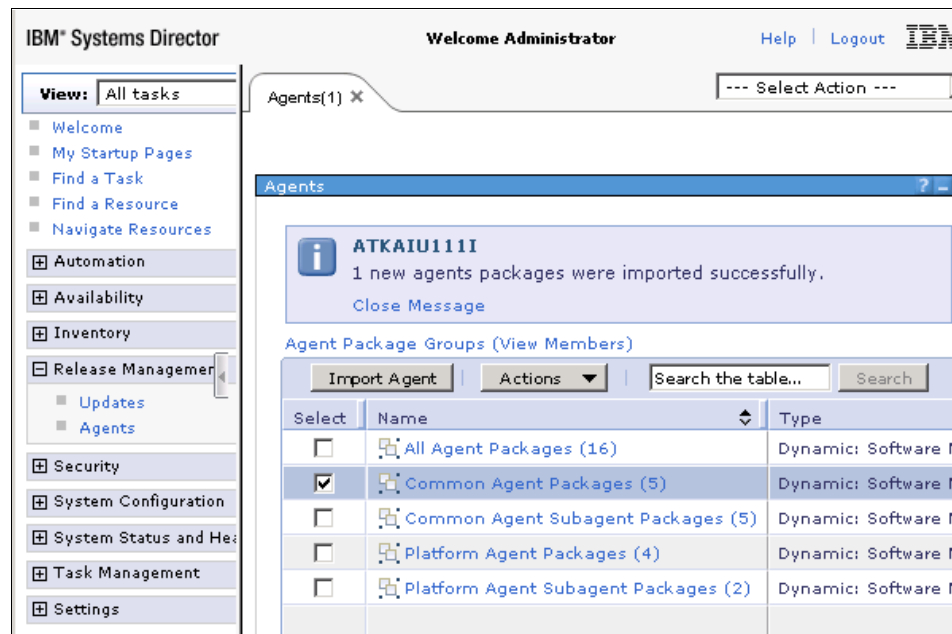 IBM® Systems Director
Welcome Administrator
Help
Logout
IBM
View:
All tasks
Agents(1)
--- Select Action ---
Welcome
My Startup Pages
Find a Task
Find a Resource
Navigate Resources
Automation
Availability
Inventory
Release Managemen
Updates
Agents
Security
System Configuration
System Status and Hea
Task Management
Settings
Agents
?
ATKAIU111I
1 new agents packages were imported successfully.
Close Message
Agent Package Groups (View Members)
Import Agent
Actions
Search the table...
Search
Select
Name
Type
All Agent Packages (16)
Dynamic: Software
Common Agent Packages (5)
Dynamic: Software
Common Agent Subagent Packages (5)
Dynamic: Software
Platform Agent Packages (4)
Dynamic: Software
Platform Agent Subagent Packages (2)
Dynamic: Software